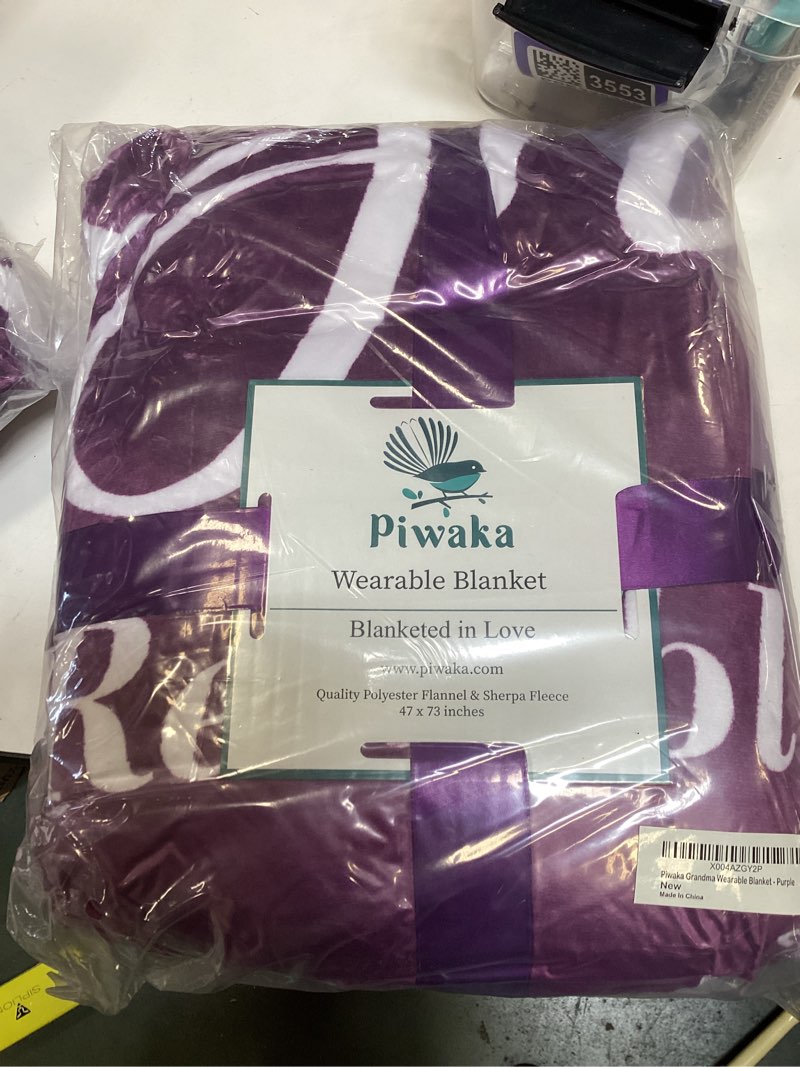 3553
Piwaka
Wearable Blanket
Blanketed in Love
www.piwaka.com
Quality Polyester Flannel & Sherpa Fleece
47 x 73 inches
X004AZGY2P
Piwaka Grandma Wearable Blanket - Purple
New
Made In China